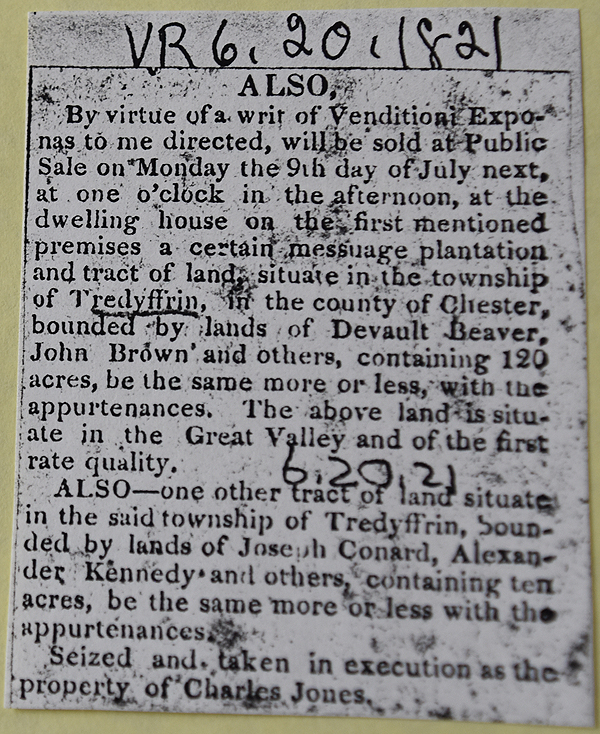 VR 6.20.1821
ALSO,
By virtue of a writ of Venditioni Expo-
nas to me directed, will be sold at Public
Sale on Monday the 9th day of July next,
at one o'clock in the afternoon, at the
dwelling house on the first mentioned
premises a certain messuage plantation
and tract of land, situate in the township
of Tredyffrin, in the county of Chester,
bounded by lands of Devault Beaver,
John Brown and others, containing 120
acres, be the same more or less, with the
appurtenances. The above land is situ-
ate in the Great Valley and of the first
rate quality.
6.20.21
ALSO—one other tract of land situate
in the said township of Tredyffrin, boun-
ded by lands of Joseph Conard, Alexan-
der Kennedy and others, containing ten
acres, be the same more or less with the
appurtenances.
Seized and taken in execution as the
property of Charles Jones.